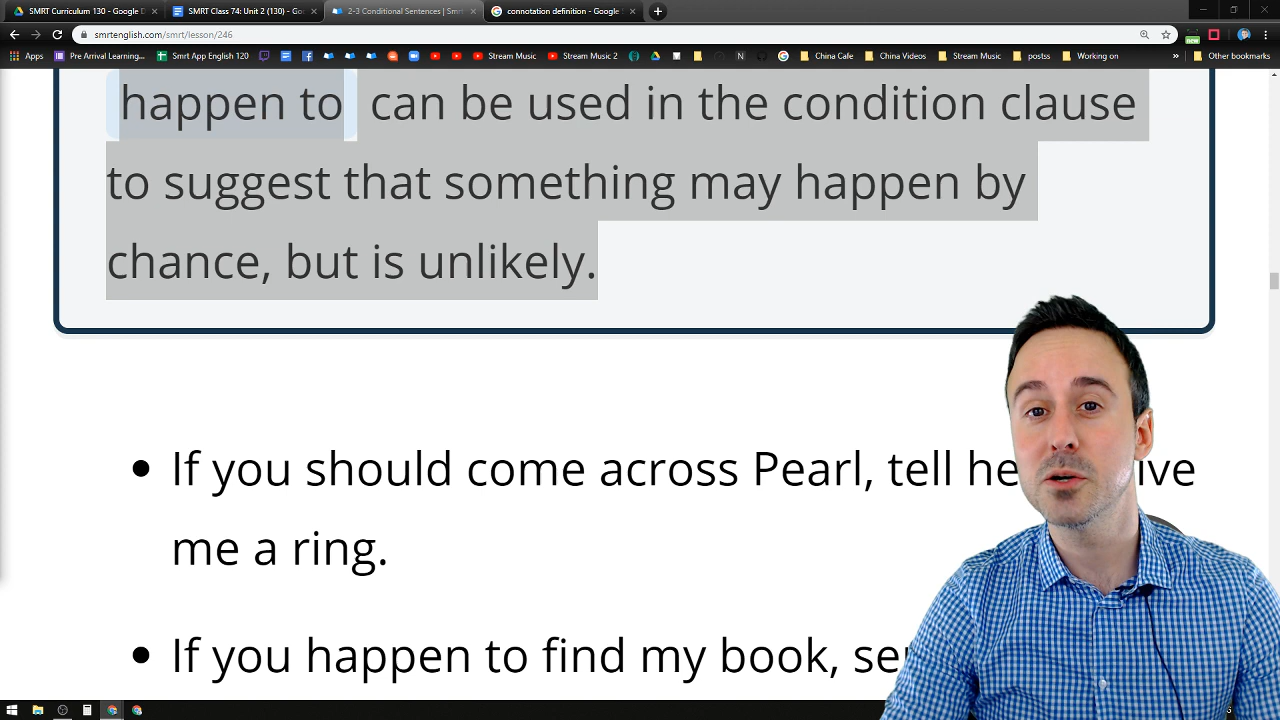 SMRT Curriculum 130 - Google D
SMRT Class 74: Unit 2 (130) - Goo
2-3 Conditional Sentences | Smrt
connotation definition - Google S
smrtenglish.com/smrt/lesson/246
Apps
Pre Arrival Learning...
Smrt App English 120
Stream Music
Stream Music 2
China Cafe
China Videos
Stream Music
postss
Working on
»
Other bookmarks
happen to can be used in the condition clause
to suggest that something may happen by
chance, but is unlikely.
• If you should come across Pearl, tell he ive
me a ring.
• If you happen to find my book, se